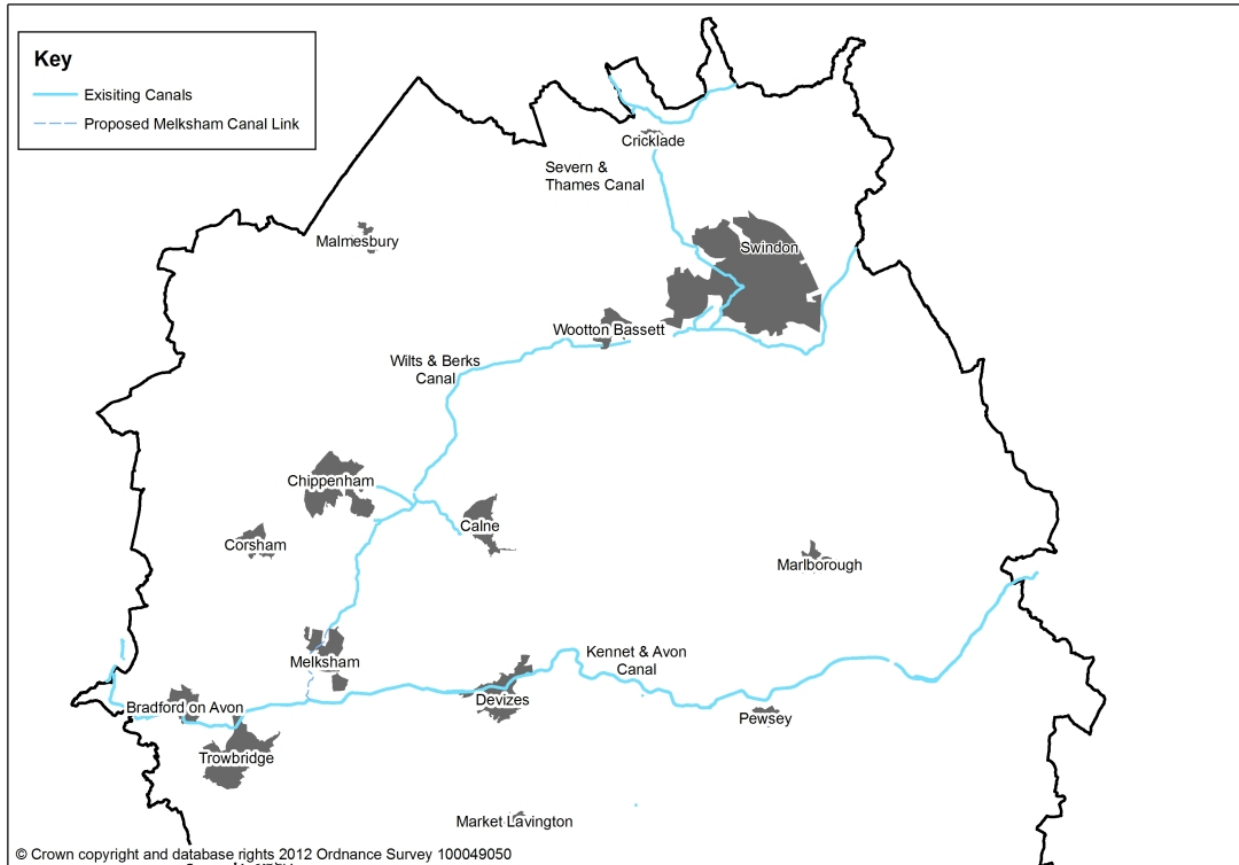 Key
Exisiting Canals
Proposed Melksham Canal Link
Cricklade
Severn &
Thames Canal
Malmesbury
Swindon
Wootton Bassett
Wilts & Berks
Canal
Chippenham
Calne
Corsham
Marlborough
Melksham
Kennet & Avon
Canal
Devizes
Bradford on Avon
Pewsey
Trowbridge
Market Lavington
© Crown copyright and database rights 2012 Ordnance Survey 100049050